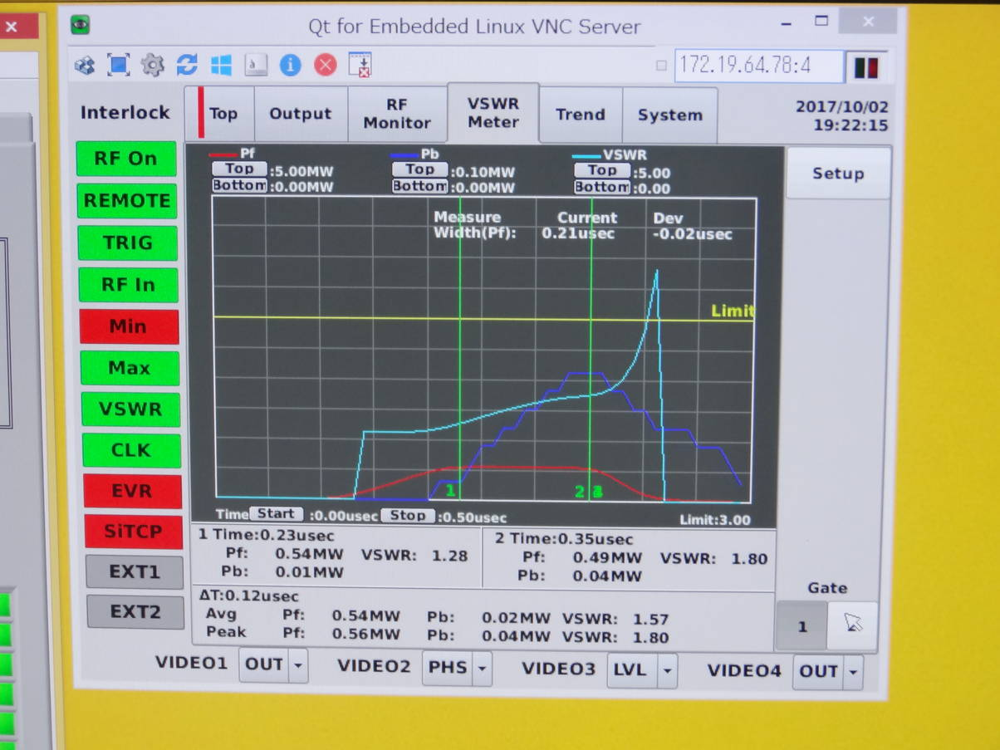 Qt for Embedded Linux VNC Server
172.19.64.78:4
Interlock
Top
Output
RF Monitor
VSWR Meter
Trend
System
2017/10/02
19:22:15
RF On
REMOTE
TRIG
RF In
Min
Max
VSWR
CLK
EVR
SiTCP
EXT1
EXT2
Pf
Top :5.00MW
Bottom :0.00MW
Pb
Top :0.10MW
Bottom :0.00MW
VSWR
Top :5.00
Bottom :0.00
Setup
Measure Current Dev
Width(Pf): 0.21usec -0.02usec
Limit
1
2
Time Start :0.00usec Stop :0.50usec
Limit:3.00
1 Time:0.23usec
Pf: 0.54MW VSWR: 1.28
Pb: 0.01MW
2 Time:0.35usec
Pf: 0.49MW VSWR: 1.80
Pb: 0.04MW
ΔT:0.12usec
Avg Pf: 0.54MW Pb: 0.02MW VSWR: 1.57
Peak Pf: 0.56MW Pb: 0.04MW VSWR: 1.80
Gate
1
VIDEO1 OUT
VIDEO2 PHS
VIDEO3 LVL
VIDEO4 OUT